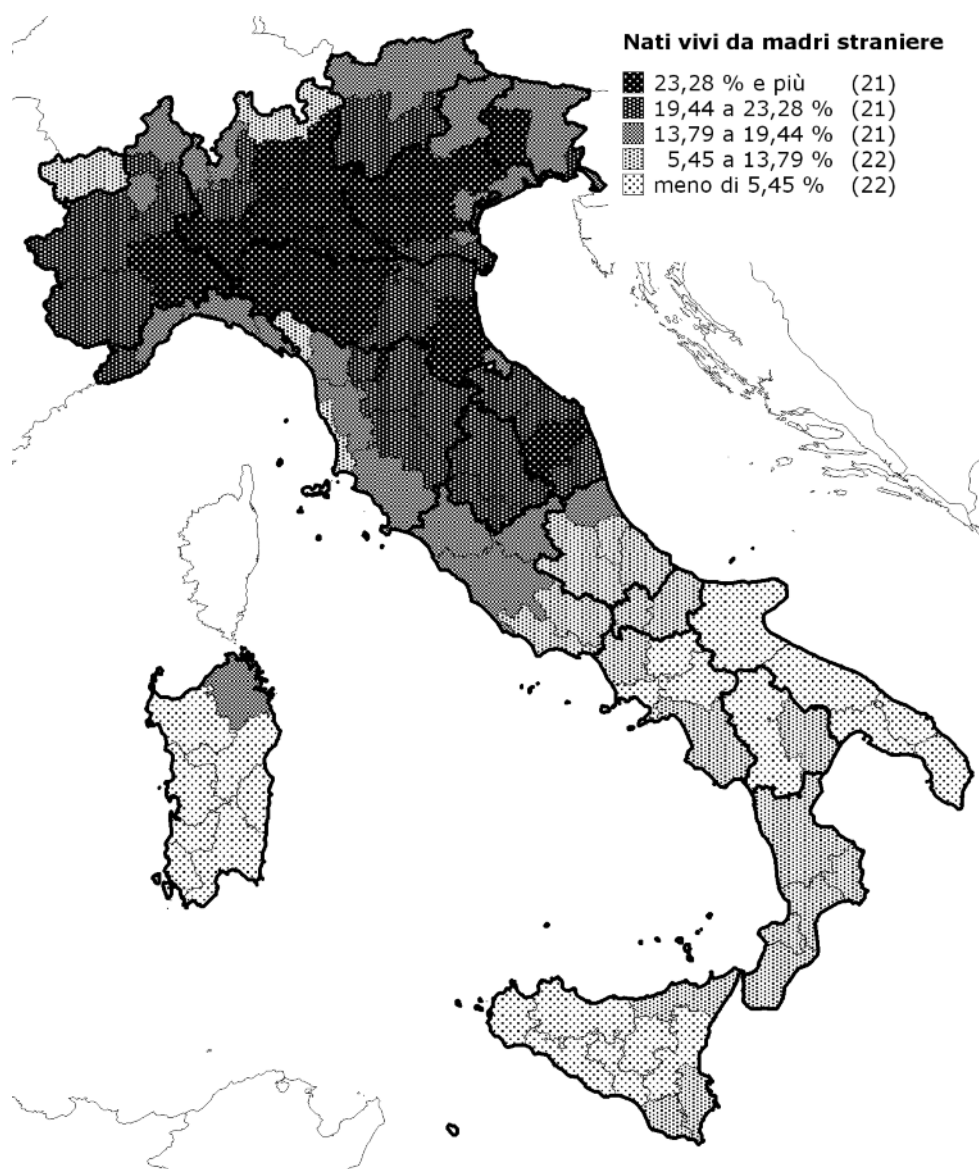 Nati vivi da madri straniere
23,28 % e più (21)
19,44 a 23,28 % (21)
13,79 a 19,44 % (21)
5,45 a 13,79 % (22)
meno di 5,45 % (22)